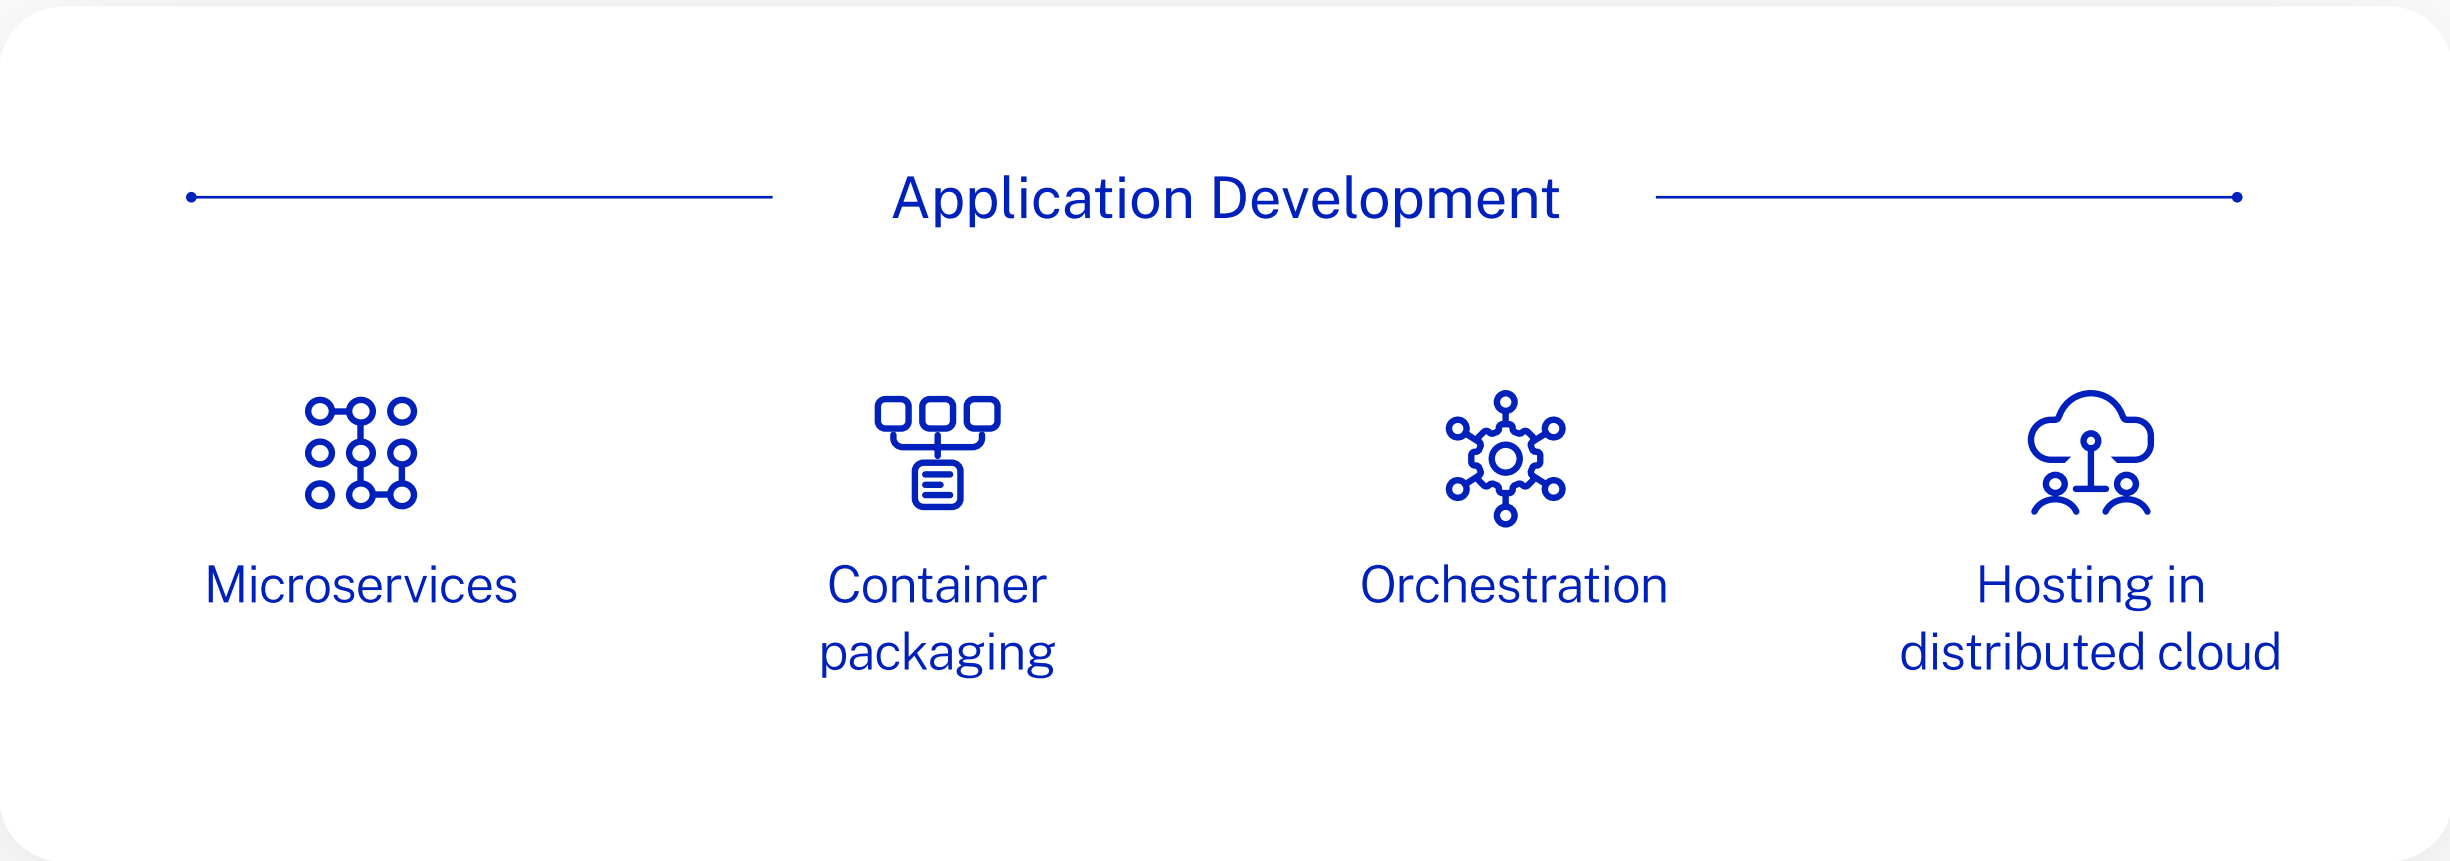 Application Development
Microservices
Container
packaging
Orchestration
Hosting in
distributed cloud